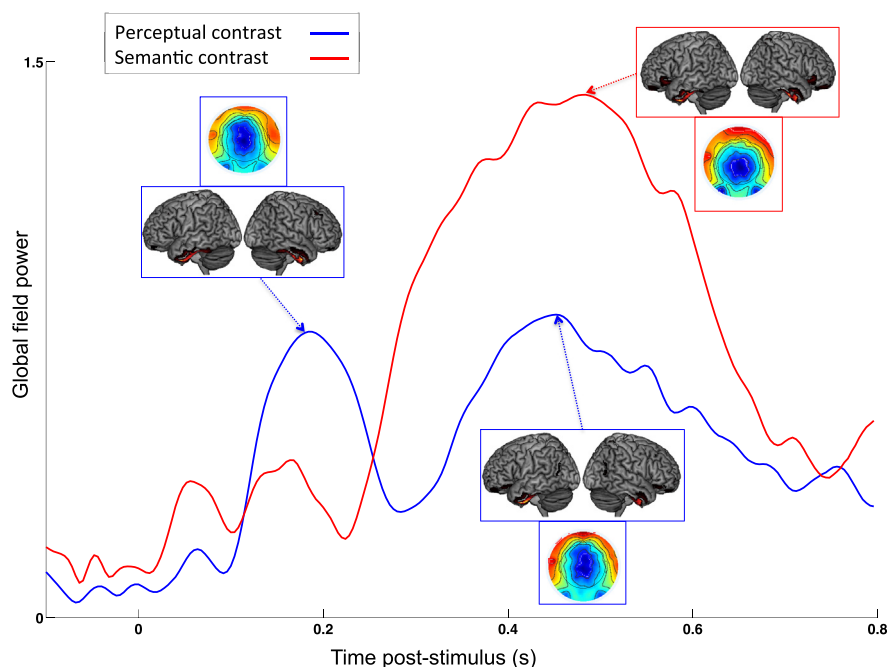 Perceptual contrast
Semantic contrast
1.5
Global field power
0
0 0.2 0.4 0.6 0.8
Time post-stimulus (s)